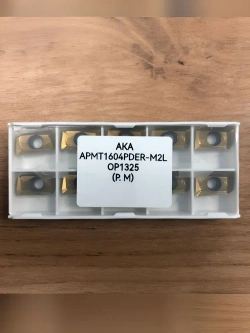 AKA
APMT1604PDER-M2L
OP1325
(P. M)